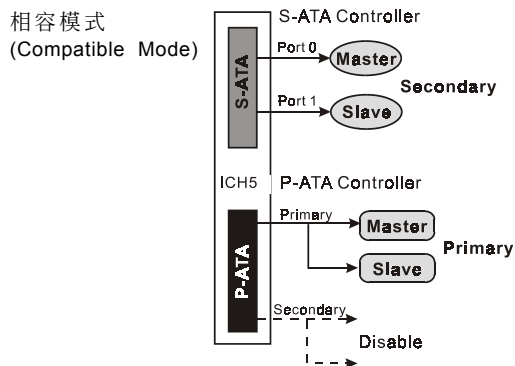 相容模式
(Compatible Mode)
S-ATA Controller
S-ATA
Port 0
Master
Secondary
Port 1
Slave
ICH5
P-ATA Controller
P-ATA
Primary
Master
Primary
Slave
Secondary
Disable